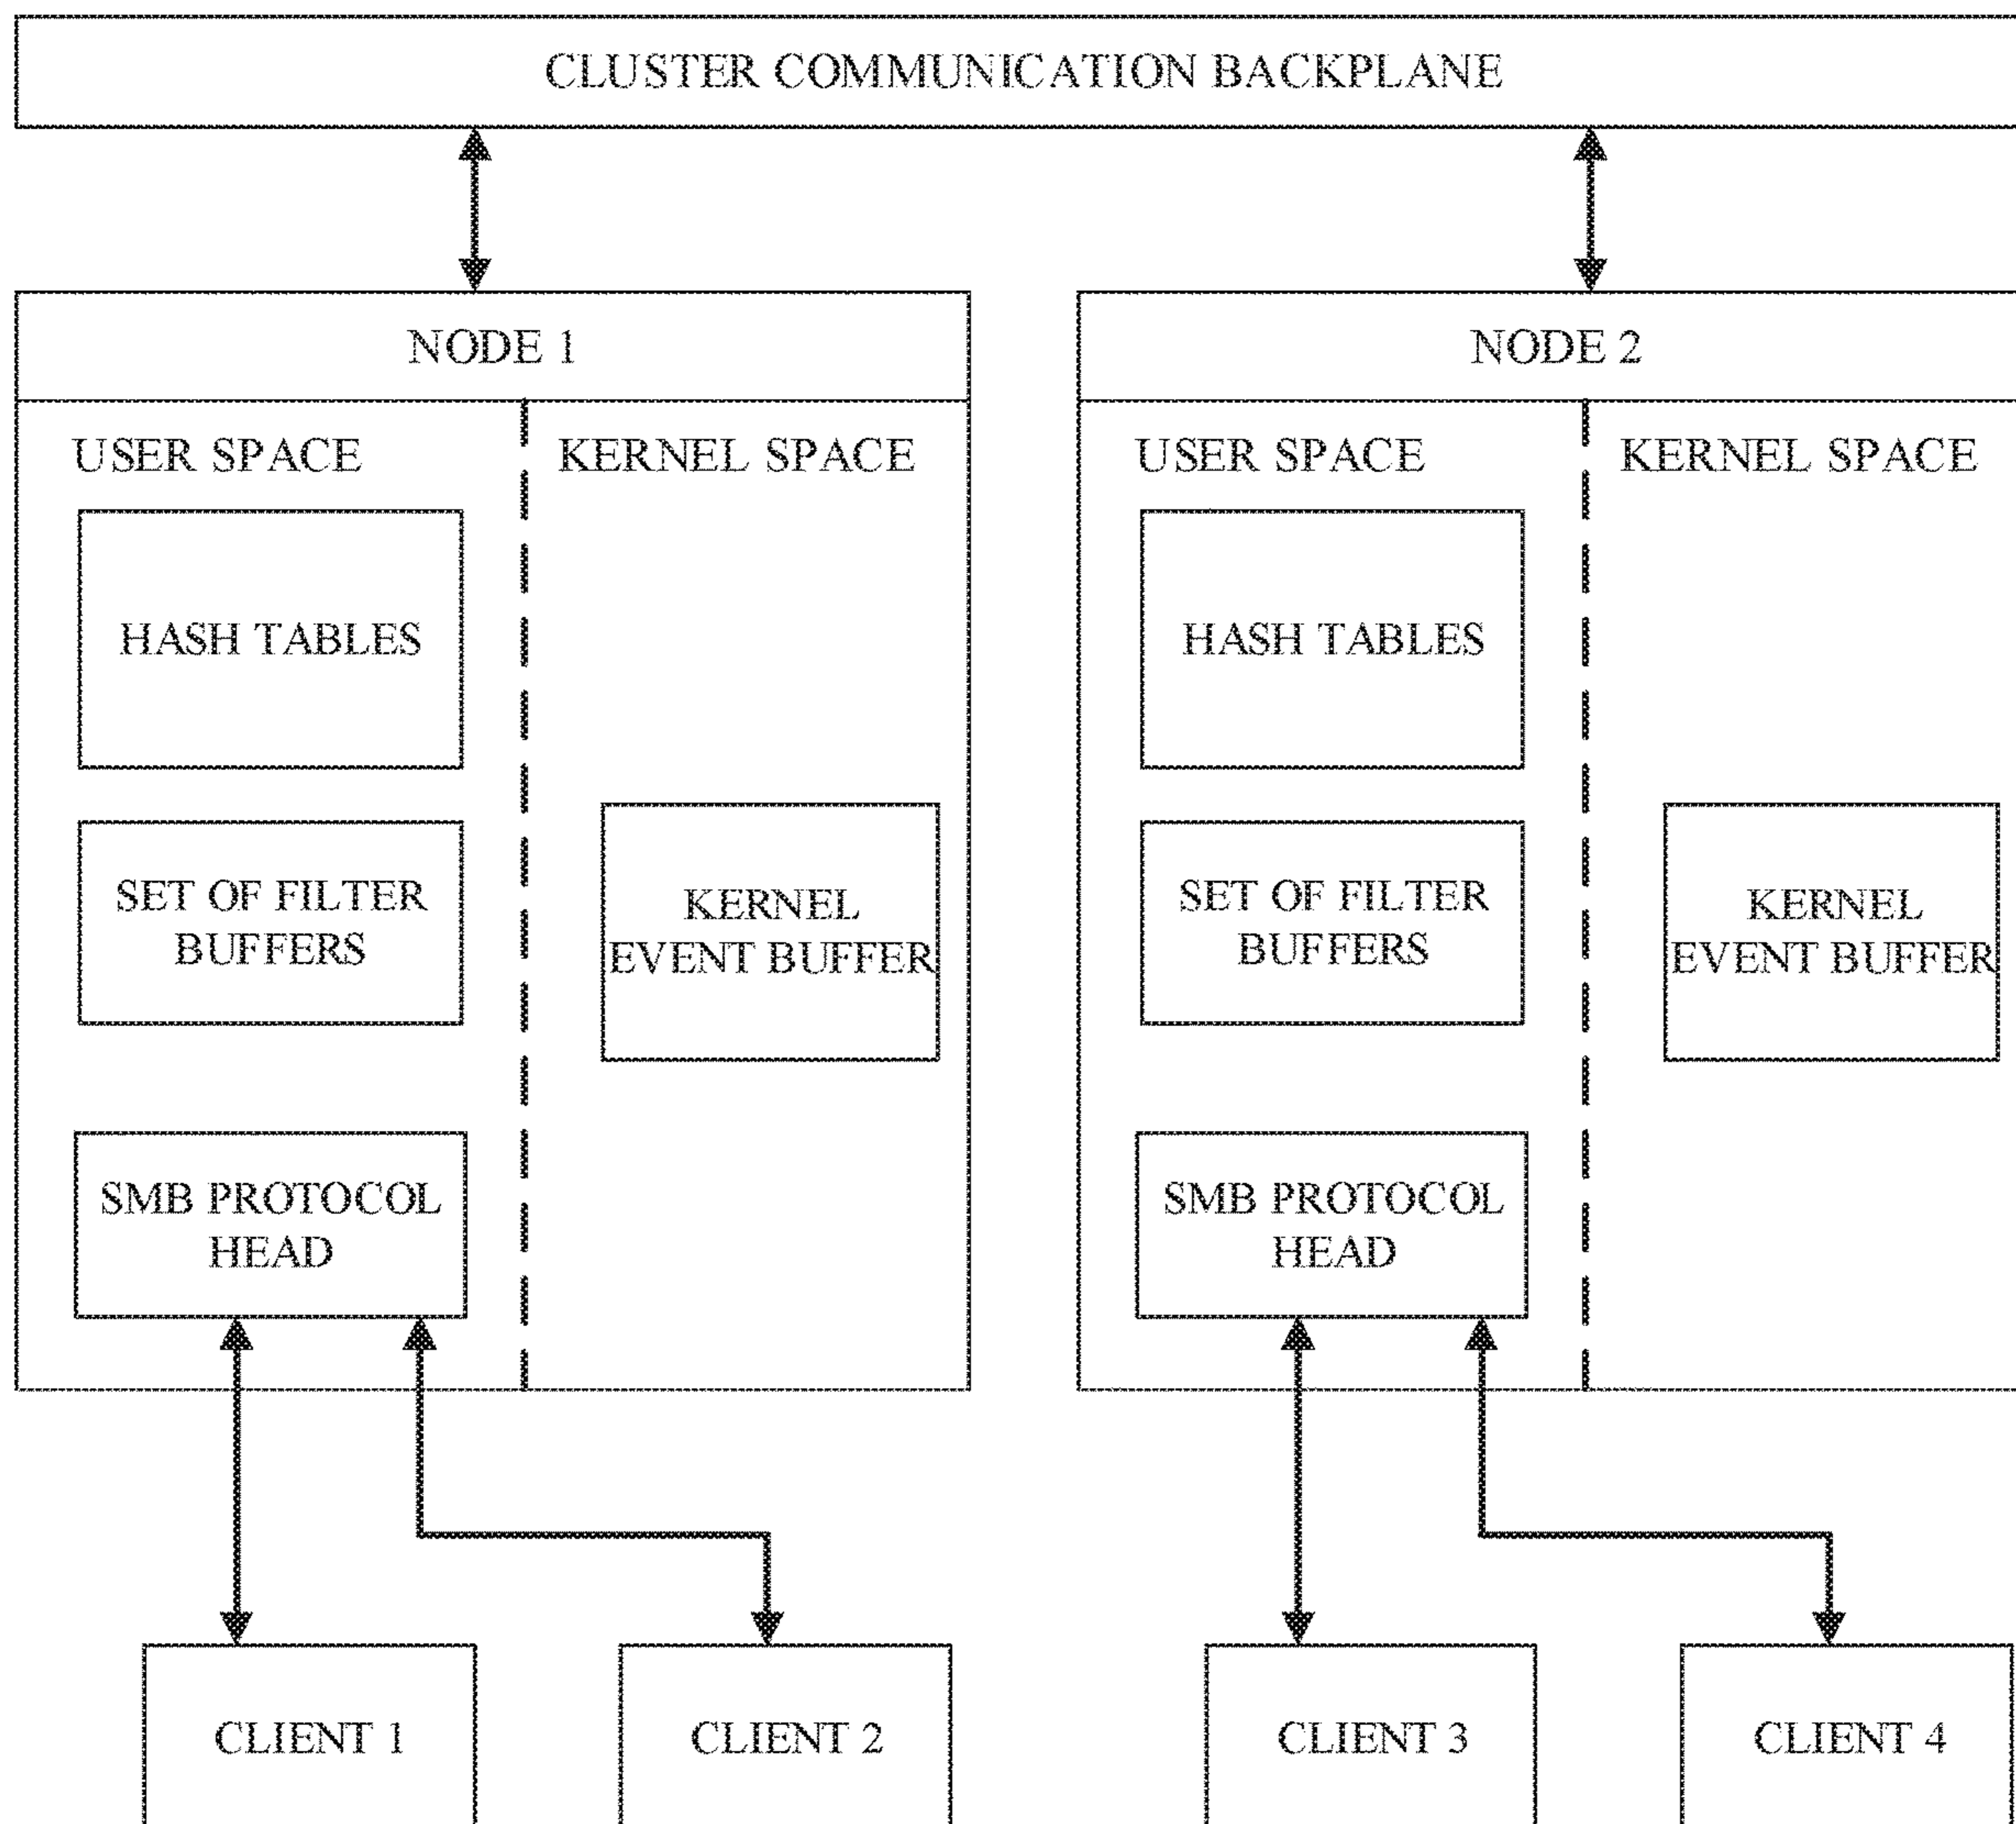 CLUSTER COMMUNICATION BACKPLANE
NODE 1
USER SPACE
KERNEL SPACE
HASH TABLES
SET OF FILTER
BUFFERS
KERNEL
EVENT BUFFER
SMB PROTOCOL
HEAD
NODE 2
USER SPACE
KERNEL SPACE
HASH TABLES
SET OF FILTER
BUFFERS
KERNEL
EVENT BUFFER
SMB PROTOCOL
HEAD
CLIENT 1
CLIENT 2
CLIENT 3
CLIENT 4